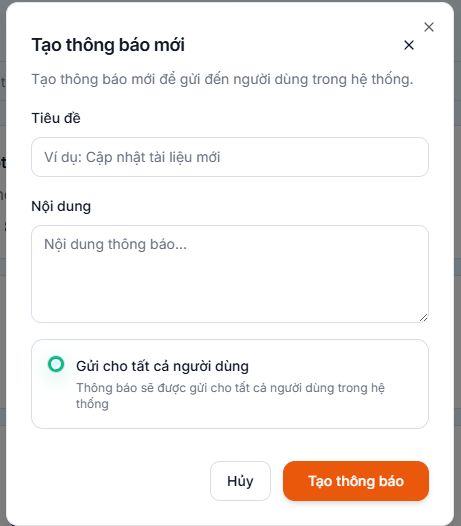 Tạo thông báo mới
Tạo thông báo mới để gửi đến người dùng trong hệ thống.
Tiêu đề
Ví dụ: Cập nhật tài liệu mới
Nội dung
Nội dung thông báo...
Gửi cho tất cả người dùng
Thông báo sẽ được gửi cho tất cả người dùng trong hệ
thống
Hủy
Tạo thông báo